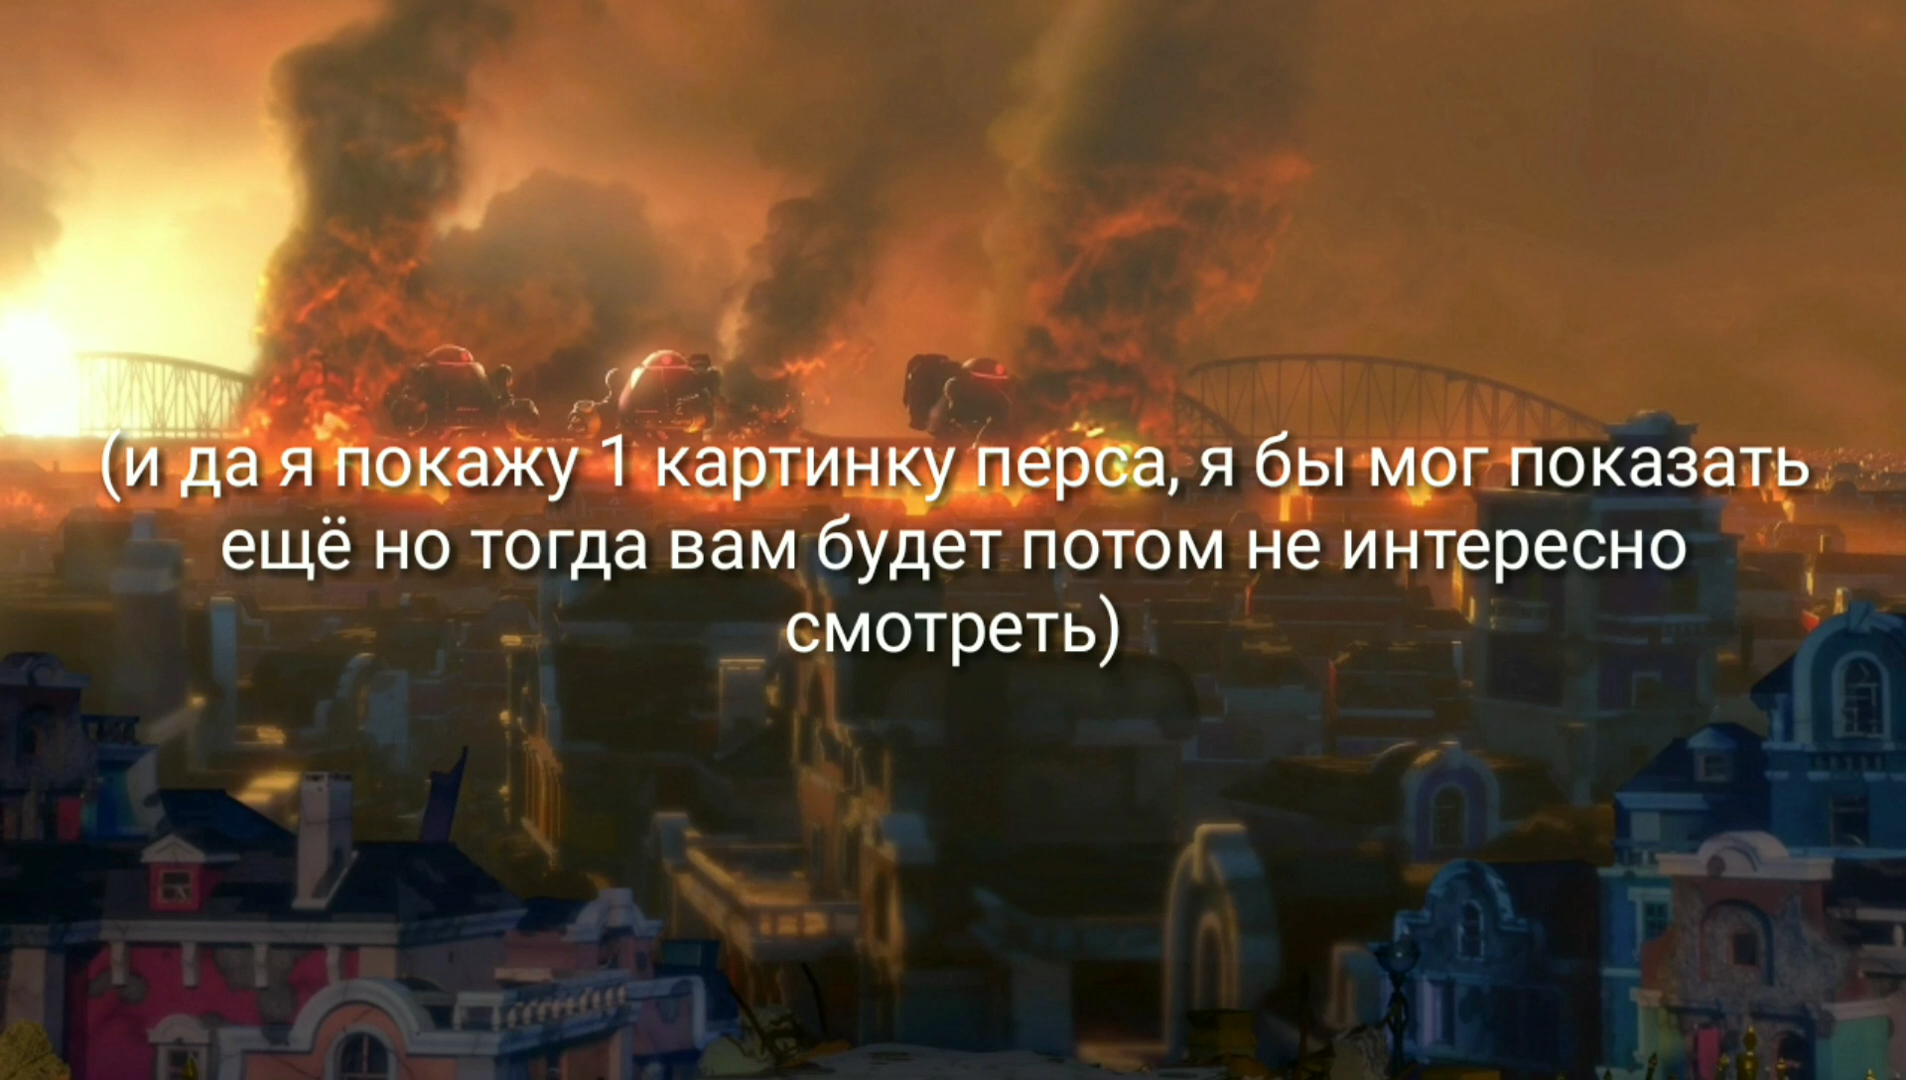 (и да я покажу 1 картинку перса, я бы мог показать
ещё но тогда вам будет потом не интересно
смотреть)